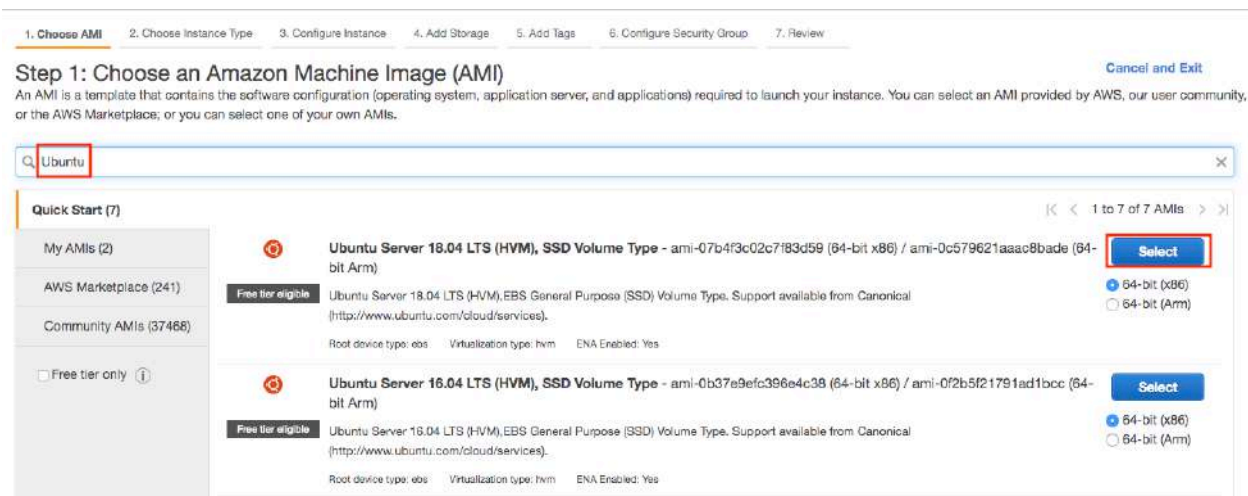 1. Choose AMI 2. Choose Instance Type 3. Configure Instance 4. Add Storage 5. Add Tags 6. Configure Security Group 7. Review
Step 1: Choose an Amazon Machine Image (AMI)
Cancel and Exit
An AMI is a template that contains the software configuration (operating system, application server, and applications) required to launch your instance. You can select an AMI provided by AWS, our user community,
or the AWS Marketplace; or you can select one of your own AMIs.
Ubuntu
Quick Start (7)
1 to 7 of 7 AMIs
My AMIs (2)
AWS Marketplace (241)
Community AMIs (37468)
Free tier only
Ubuntu Server 18.04 LTS (HVM), SSD Volume Type - ami-07b4f3c02c7f83d59 (64-bit x86) / ami-0c579621aaac8bade (64-
bit Arm)
Select
Free tier eligible
Ubuntu Server 18.04 LTS (HVM),EBS General Purpose (SSD) Volume Type. Support available from Canonical
(http://www.ubuntu.com/cloud/services).
64-bit (x86)
64-bit (Arm)
Root device type: ebs Virtualization type: hvm ENA Enabled: Yes
Ubuntu Server 16.04 LTS (HVM), SSD Volume Type - ami-0b37e9efc396e4c38 (64-bit x86) / ami-0f2b5f21791ad1bcc (64-
bit Arm)
Select
Free tier eligible
Ubuntu Server 16.04 LTS (HVM),EBS General Purpose (SSD) Volume Type. Support available from Canonical
(http://www.ubuntu.com/cloud/services).
64-bit (x86)
64-bit (Arm)
Root device type: ebs Virtualization type: hvm ENA Enabled: Yes